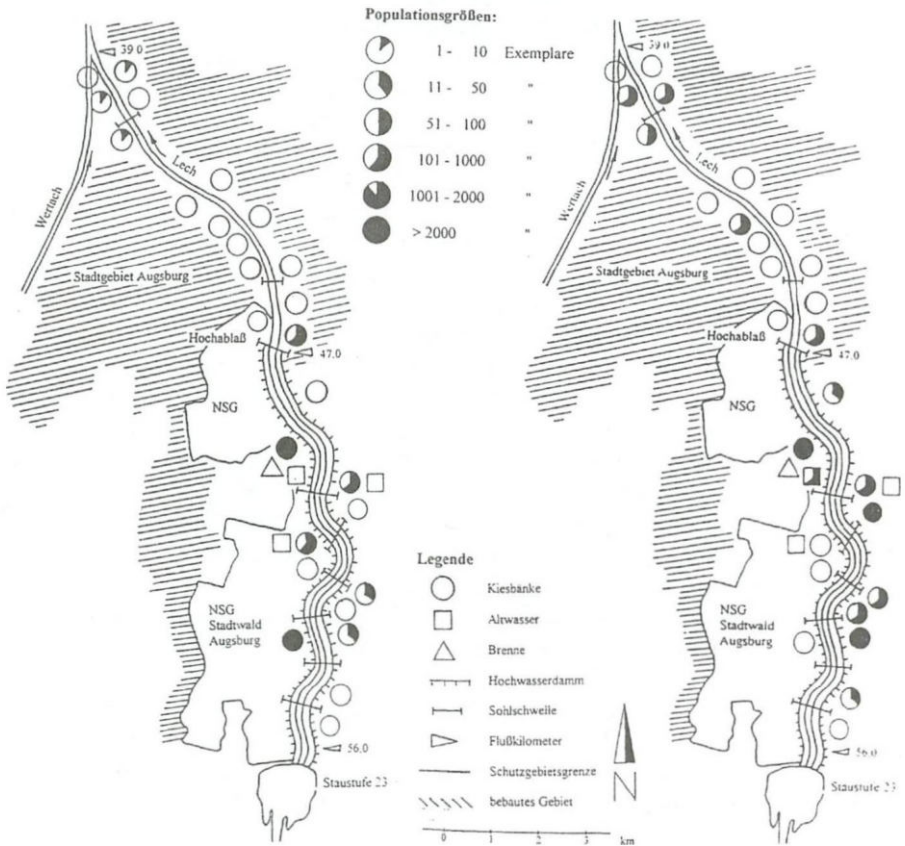 Populationsgrößen:
1 - 10 Exemplare
11 - 50 "
51 - 100 "
101 - 1000 "
1001 - 2000 "
> 2000 "
39.0
Lech
Wertach
Stadtgebiet Augsburg
Hochablaß
47.0
NSG
NSG
Stadtwald
Augsburg
56.0
Staustufe 23
Legende
Kiesbänke
Altwasser
Brenne
Hochwasserdamm
Sohlschwelle
Flußkilometer
Schutzgebietsgrenze
bebautes Gebiet
N
0 1 2 3 km
39.0
Lech
Wertach
Stadtgebiet Augsburg
Hochablaß
47.0
NSG
NSG
Stadtwald
Augsburg
56.0
Staustufe 23